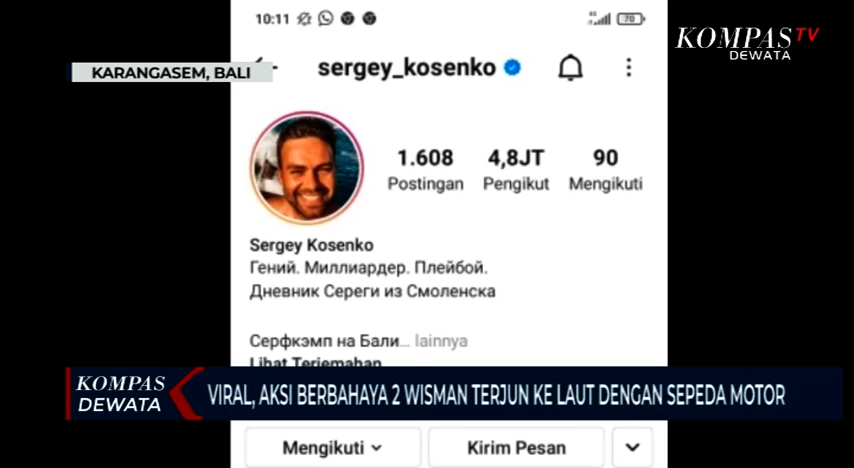 10:11
4G
70
KOMPAS TV
DEWATA
KARANGASEM, BALI
sergey_kosenko
1.608
4,8JT
90
Postingan
Pengikut
Mengikuti
Sergey Kosenko
Гений. Миллиардер. Плейбой.
Дневник Сереги из Смоленска
Серфкэмп на Бали... lainnya
Lihat Terjemahan
KOMPAS
DEWATA
VIRAL, AKSI BERBAHAYA 2 WISMAN TERJUN KE LAUT DENGAN SEPEDA MOTOR
Mengikuti
Kirim Pesan